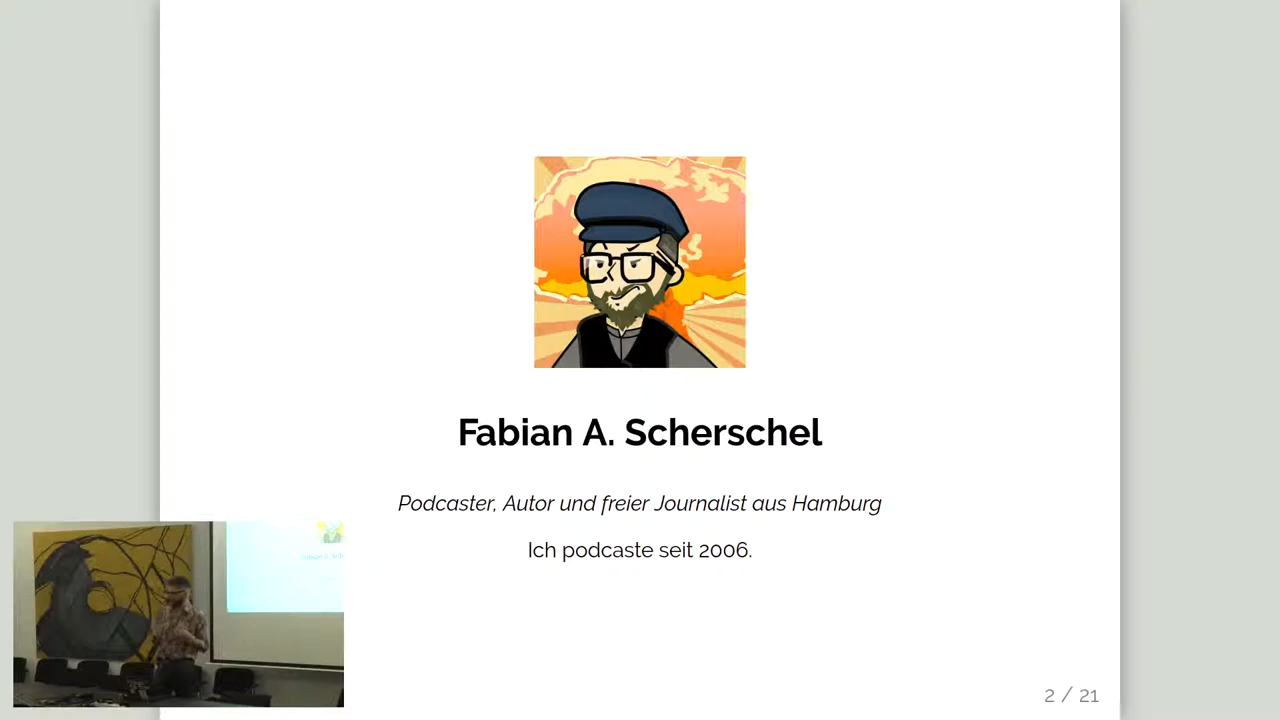 Fabian A. Scherschel
Podcaster, Autor und freier Journalist aus Hamburg
Ich podcaste seit 2006.
2 / 21